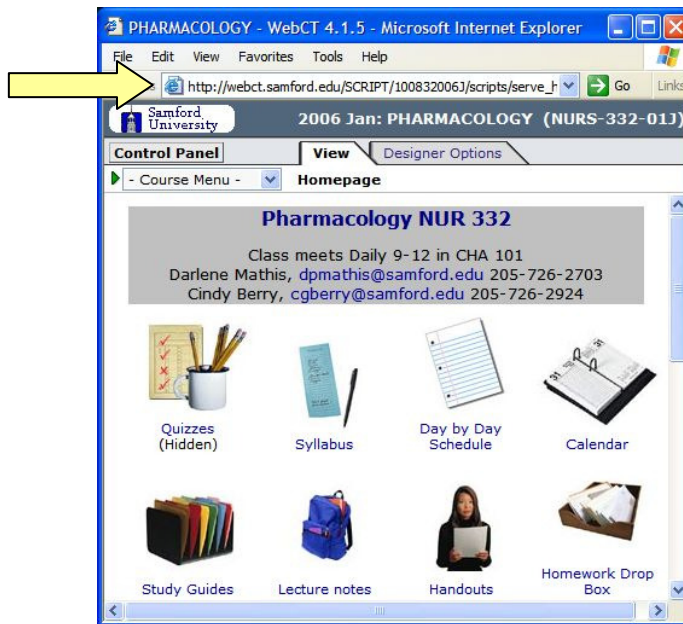 PHARMACOLOGY - WebCT 4.1.5 - Microsoft Internet Explorer
File Edit View Favorites Tools Help
http://webct.samford.edu/SCRIPT/100832006J/scripts/serve_h Go Links
Samford University
2006 Jan: PHARMACOLOGY (NURS-332-01J)
Control Panel View Designer Options
- Course Menu - Homepage
Pharmacology NUR 332
Class meets Daily 9-12 in CHA 101
Darlene Mathis, dpmathis@samford.edu 205-726-2703
Cindy Berry, cgberry@samford.edu 205-726-2924
31 31
Quizzes (Hidden)
Syllabus
Day by Day Schedule
Calendar
Study Guides
Lecture notes
Handouts
Homework Drop Box